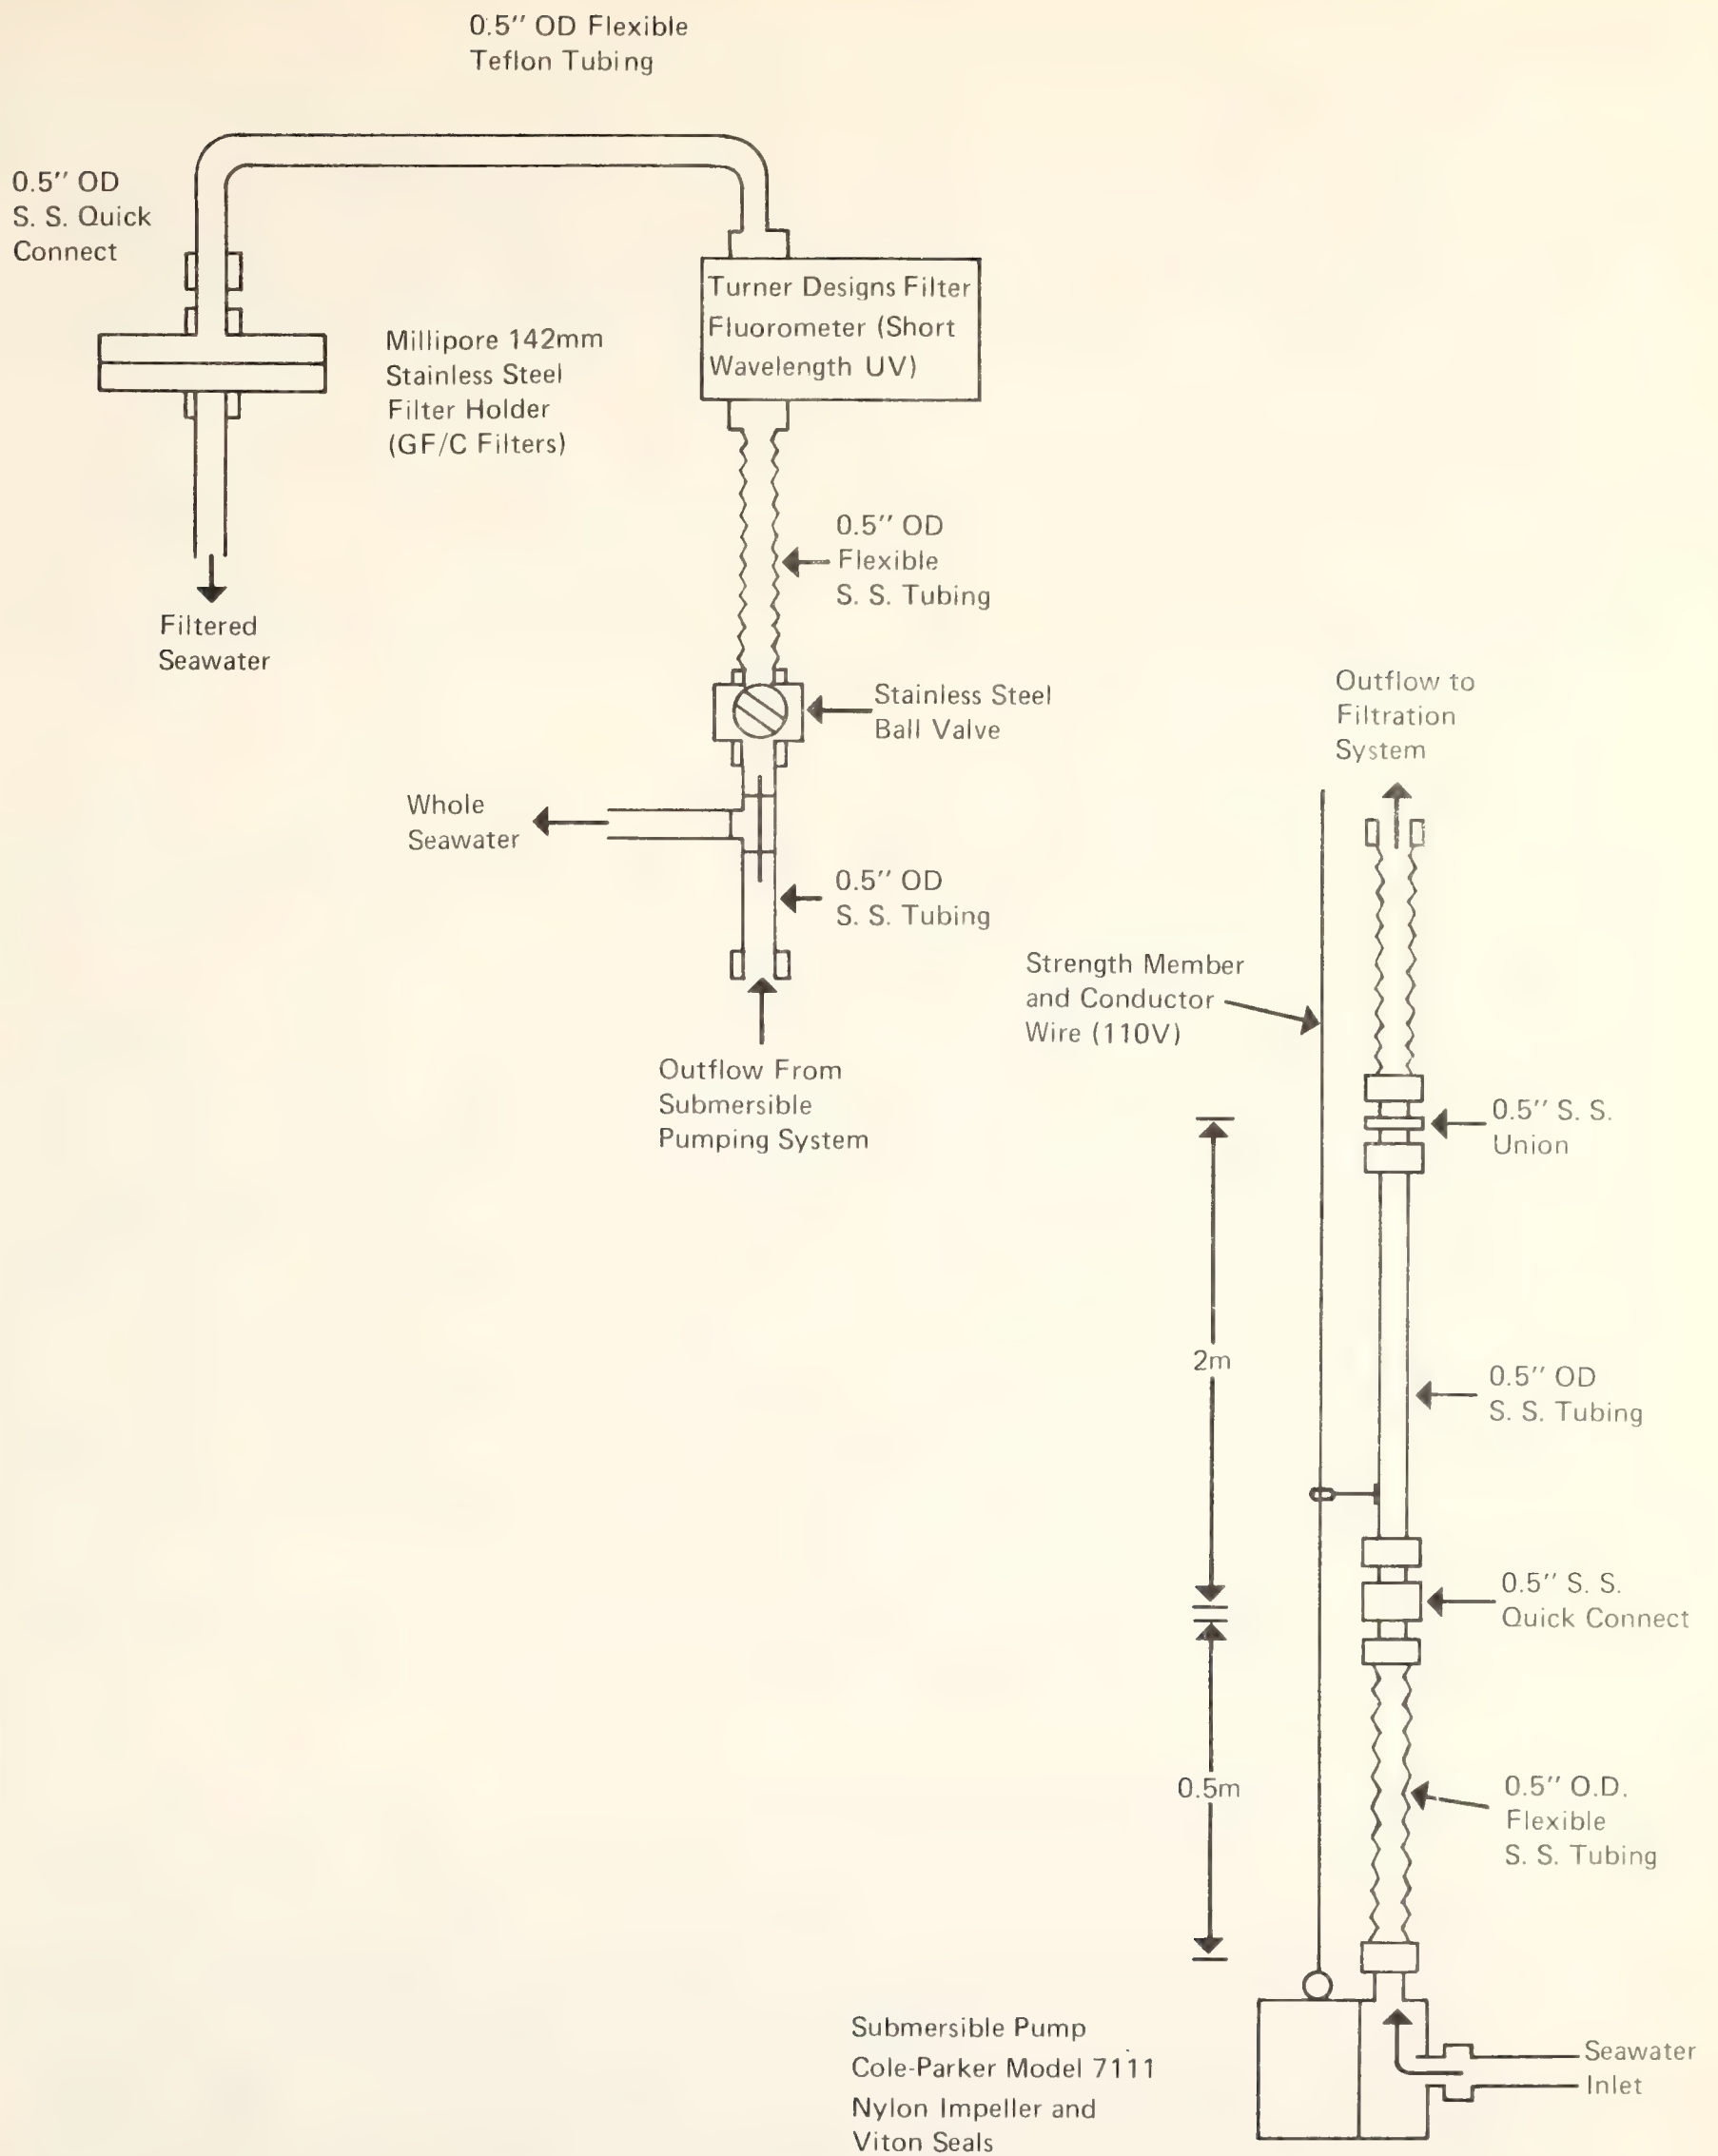 0.5" OD Flexible
Teflon Tubing
0.5" OD
S. S. Quick
Connect
Turner Designs Filter
Fluorometer (Short
Wavelength UV)
Millipore 142mm
Stainless Steel
Filter Holder
(GF/C Filters)
0.5" OD
Flexible
S. S. Tubing
Filtered
Seawater
Stainless Steel
Ball Valve
Whole
Seawater
0.5" OD
S. S. Tubing
Outflow From
Submersible
Pumping System
Outflow to
Filtration
System
Strength Member
and Conductor
Wire (110V)
0.5" S. S.
Union
2m
0.5" OD
S. S. Tubing
0.5" S. S.
Quick Connect
0.5m
0.5" O.D.
Flexible
S. S. Tubing
Submersible Pump
Cole-Parker Model 7111
Nylon Impeller and
Viton Seals
Seawater
Inlet